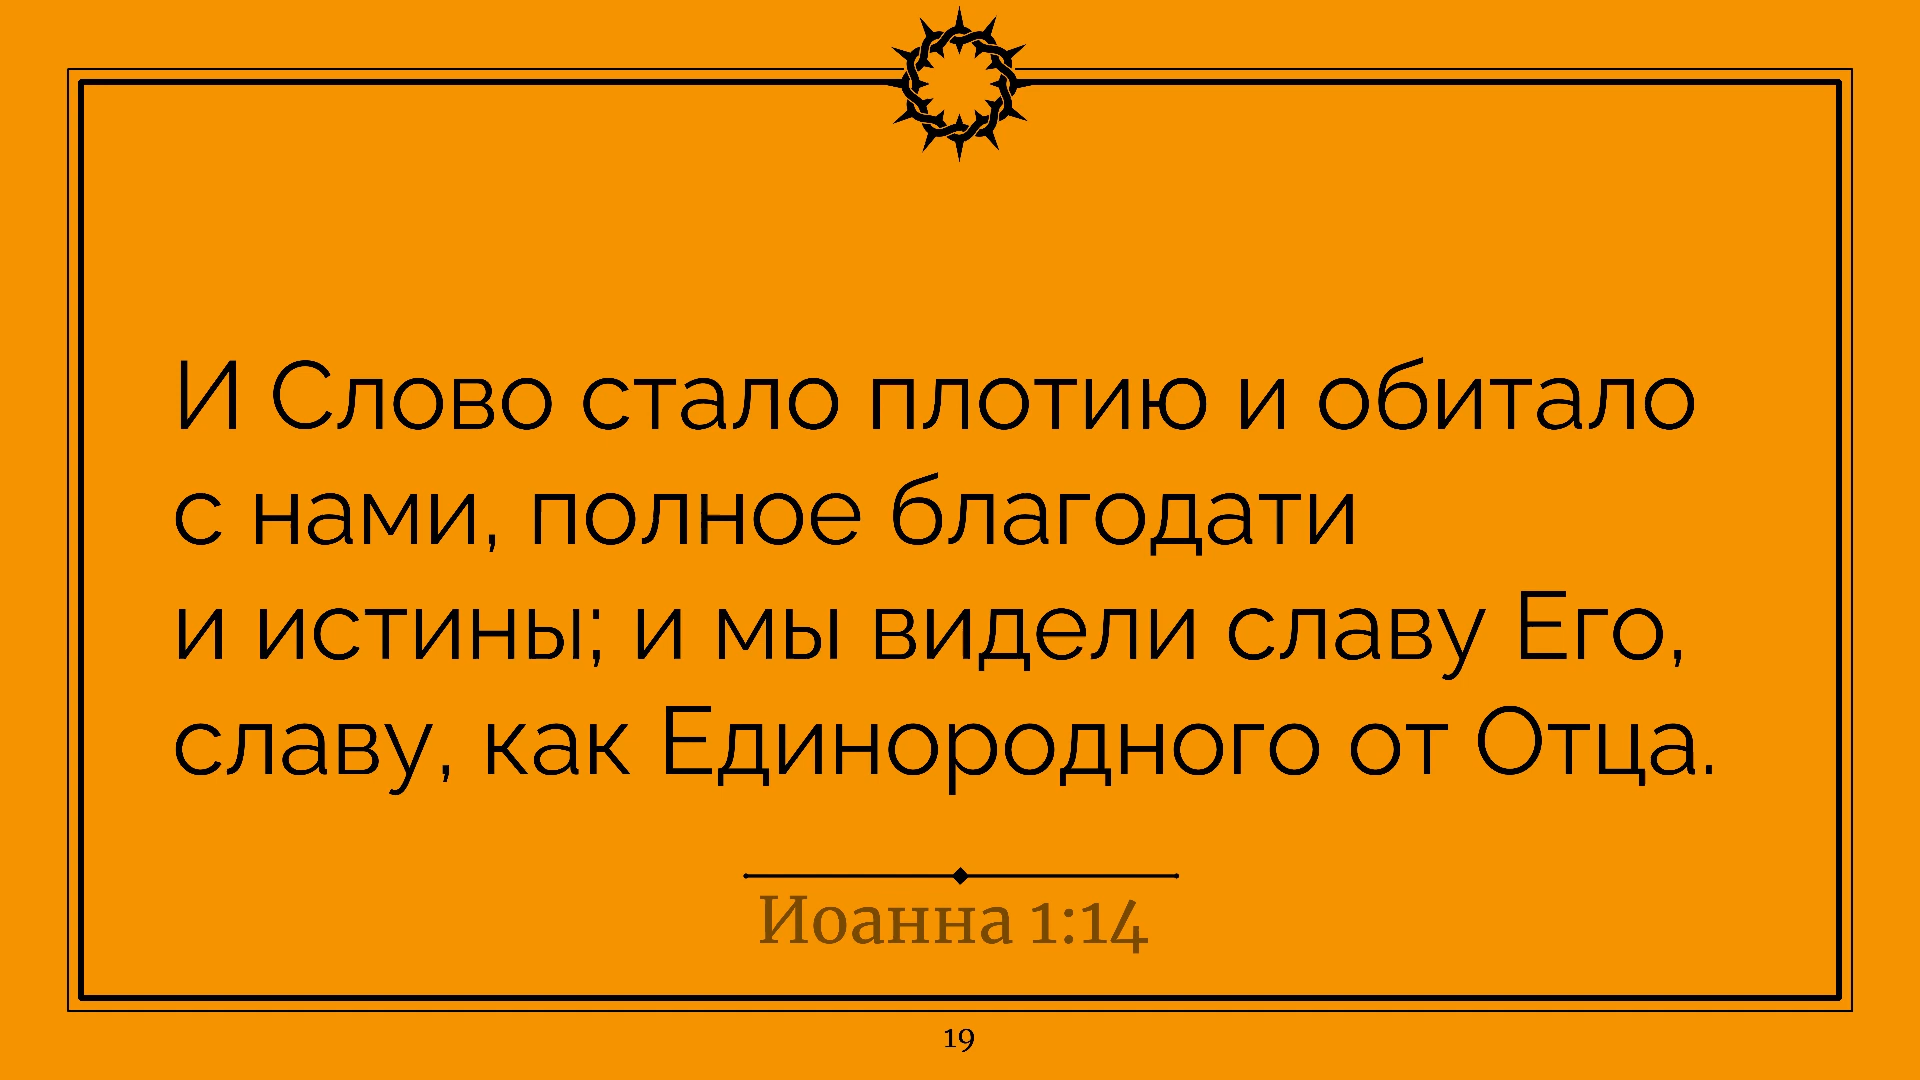 И Слово стало плотию и обитало
с нами, полное благодати
и истины; и мы видели славу Его,
славу, как Единородного от Отца.
Иоанна 1:14
19